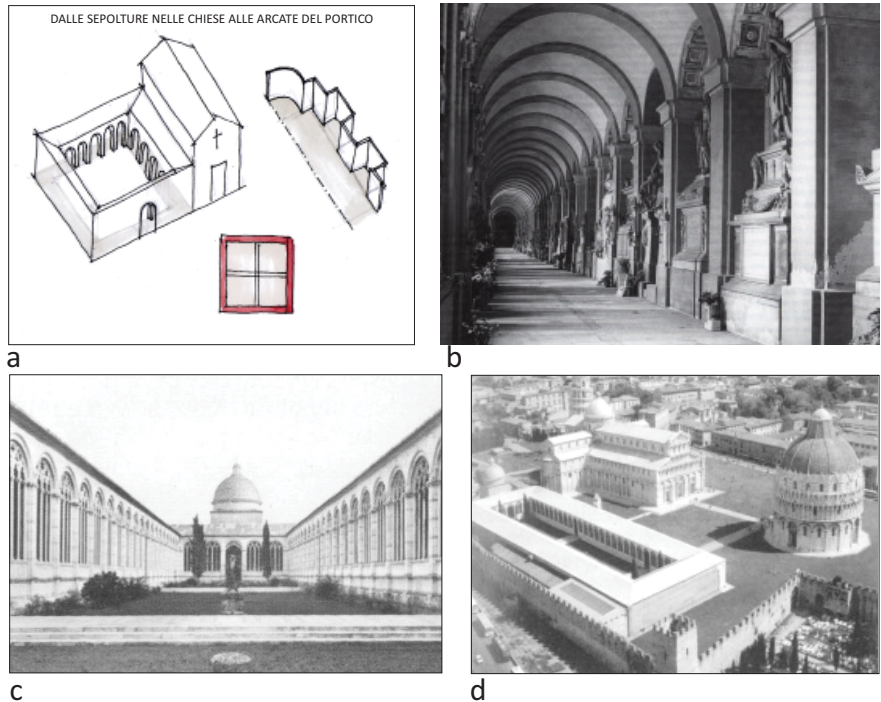 DALLE SEPOLTURE NELLE CHIESE ALLE ARCATE DEL PORTICO
a
b
c
d